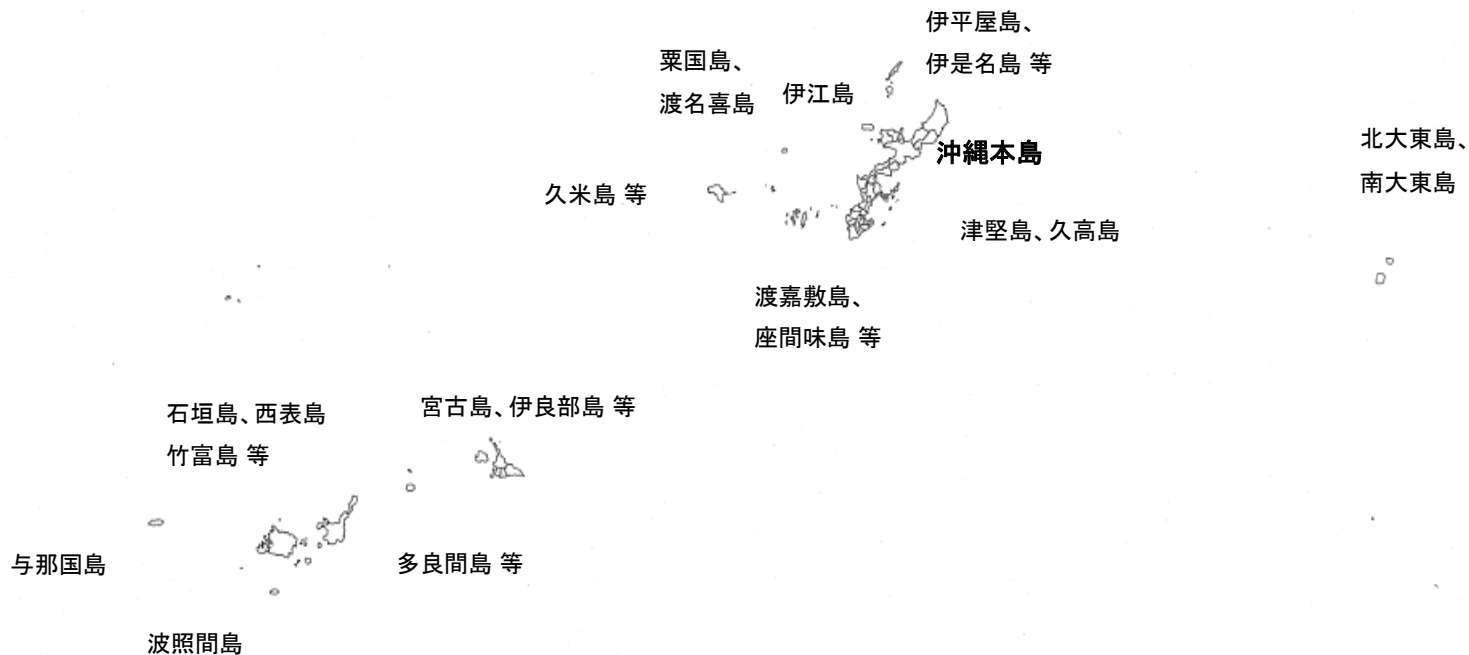 伊平屋島、
伊是名島 等
粟国島、
渡名喜島
伊江島
沖縄本島
北大東島、
南大東島
久米島 等
津堅島、久高島
渡嘉敷島、
座間味島 等
石垣島、西表島
竹富島 等
宮古島、伊良部島 等
与那国島
多良間島 等
波照間島